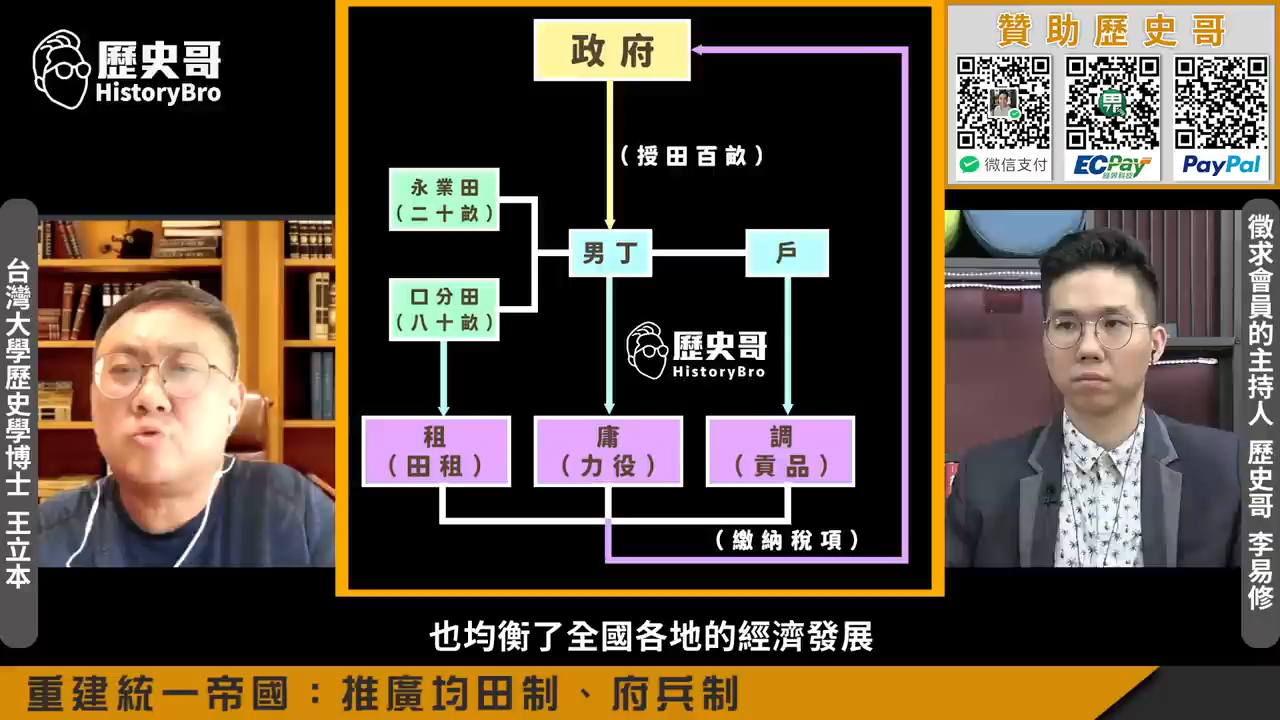 歷史哥
HistoryBro
贊助歷史哥
微信支付
ECPay
綠界科技
PayPal
政府
(授田百畝)
永業田
(二十畝)
男丁
戶
口分田
(八十畝)
歷史哥
HistoryBro
租
(田租)
庸
(力役)
調
(貢品)
(繳納稅項)
台灣大學歷史學博士 王立本
徵求會員的主持人 歷史哥 李易修
也均衡了全國各地的經濟發展
重建統一帝國：推廣均田制、府兵制